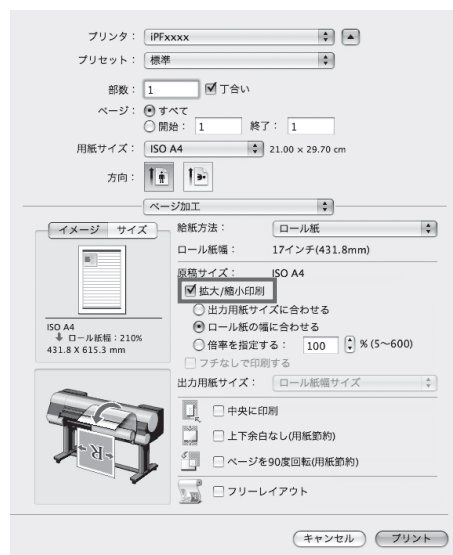 プリンタ： iPFxxxx
プリセット： 標準
部数： 1 丁合い
ページ： すべて
開始： 1 終了： 1
用紙サイズ： ISO A4 21.00 x 29.70 cm
方向：
ページ加工
イメージ サイズ
ISO A4
ロール紙幅：210%
431.8 X 615.3 mm
給紙方法： ロール紙
ロール紙幅： 17インチ(431.8mm)
原稿サイズ： ISO A4
拡大/縮小印刷
出力用紙サイズに合わせる
ロール紙の幅に合わせる
倍率を指定する： 100 % (5～600)
フチなしで印刷する
出力用紙サイズ： ロール紙幅サイズ
R
中央に印刷
上下余白なし(用紙節約)
ページを90度回転(用紙節約)
フリーレイアウト
キャンセル プリント